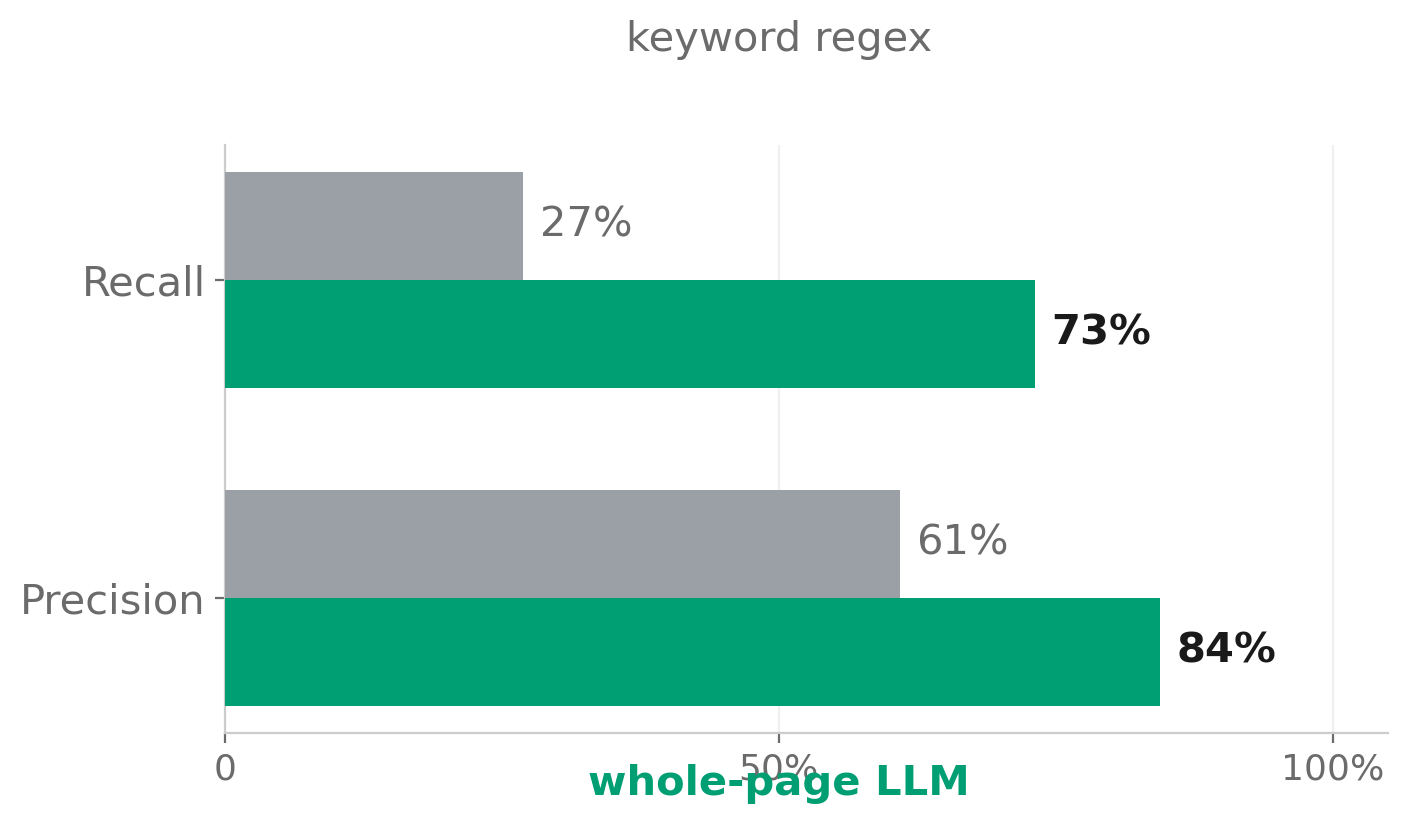 keyword regex
27%
Recall
73%
61%
Precision
84%
0 50% 100%
whole-page LLM